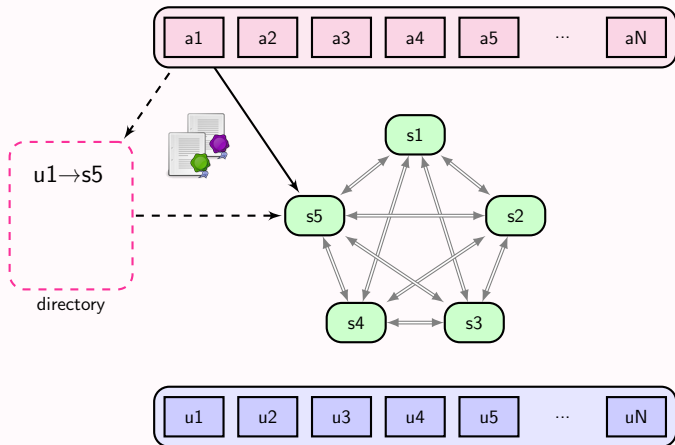 a1 a2 a3 a4 a5 ... aN
s1
u1→s5
s5 s2
directory
s4 s3
u1 u2 u3 u4 u5 ... uN